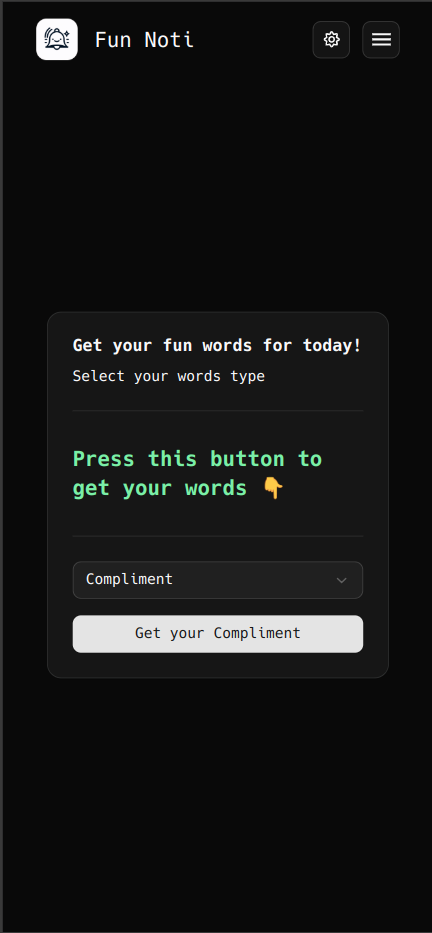 Fun Noti
Get your fun words for today!
Select your words type
Press this button to
get your words 👇
Compliment
Get your Compliment